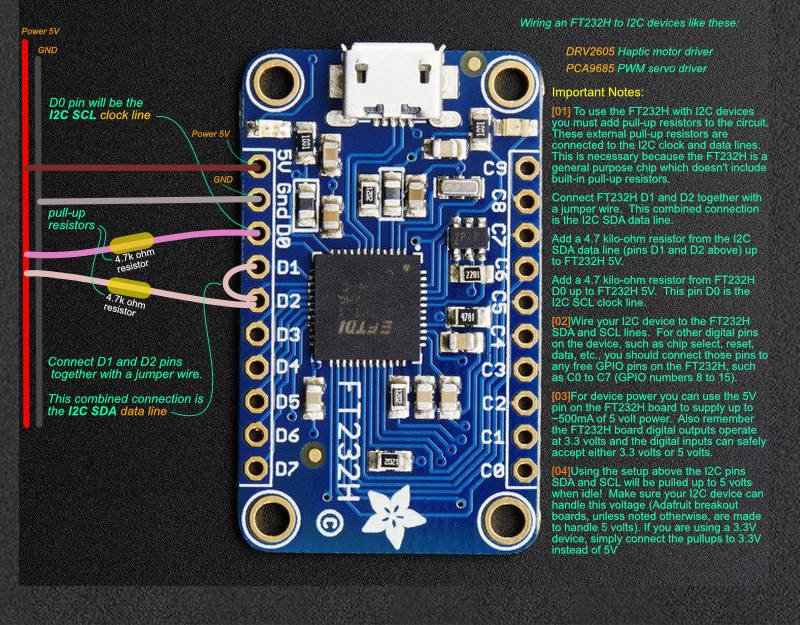 Wiring an FT232H to I2C devices like these:
DRV2605 Haptic motor driver
PCA9685 PWM servo driver
Important Notes:
[01] To use the FT232H with I2C devices
you must add pull-up resistors to the circuit.
These external pull-up resistors are
connected to the I2C clock and data lines.
This is necessary because the FT232H is a
general purpose chip which doesn't include
built-in pull-up resistors.
Connect FT232H D1 and D2 together with
a jumper wire. This combined connection
is the I2C SDA data line.
Add a 4.7 kilo-ohm resistor from the I2C
SDA data line (pins D1 and D2 above) up
to FT232H 5V.
Add a 4.7 kilo-ohm resistor from FT232H
D0 up to FT232H 5V. This pin D0 is the
I2C SCL clock line.
[02]Wire your I2C device to the FT232H
SDA and SCL lines. For other digital pins
on the device, such as chip select, reset,
data, etc., you should connect those pins to
any free GPIO pins on the FT232H, such
as C0 to C7 (GPIO numbers 8 to 15).
[03]For device power you can use the 5V
pin on the FT232H board to supply up to
~500mA of 5 volt power. Also remember
the FT232H board digital outputs operate
at 3.3 volts and the digital inputs can safely
accept either 3.3 volts or 5 volts.
[04]Using the setup above the I2C pins
SDA and SCL will be pulled up to 5 volts
when idle! Make sure your I2C device can
handle this voltage (Adafruit breakout
boards, unless noted otherwise, are made
to handle 5 volts). If you are using a 3.3V
device, simply connect the pullups to 3.3V
instead of 5V
Power 5V
GND
D0 pin will be the
I2C SCL clock line
Power 5V
GND
pull-up
resistors
4.7k ohm
resistor
4.7k ohm
resistor
Connect D1 and D2 pins
together with a jumper wire.
This combined connection is
the I2C SDA data line
5V
Gnd
D0
D1
D2
D3
D4
D5
D6
D7
C9
C8
C7
C6
C5
C4
C3
C2
C1
C0
FTDI
FT232H
2201
4701
1202
©